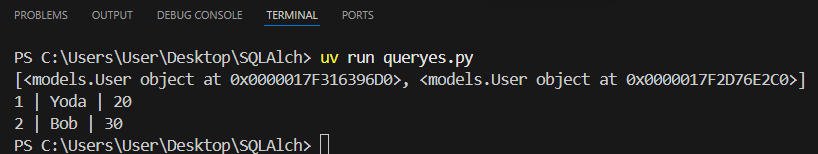 PROBLEMS OUTPUT DEBUG CONSOLE TERMINAL PORTS
PS C:\Users\User\Desktop\SQLAlch> uv run queryes.py
[<models.User object at 0x0000017F316396D0>, <models.User object at 0x0000017F2D76E2C0>]
1 | Yoda | 20
2 | Bob | 30
PS C:\Users\User\Desktop\SQLAlch>